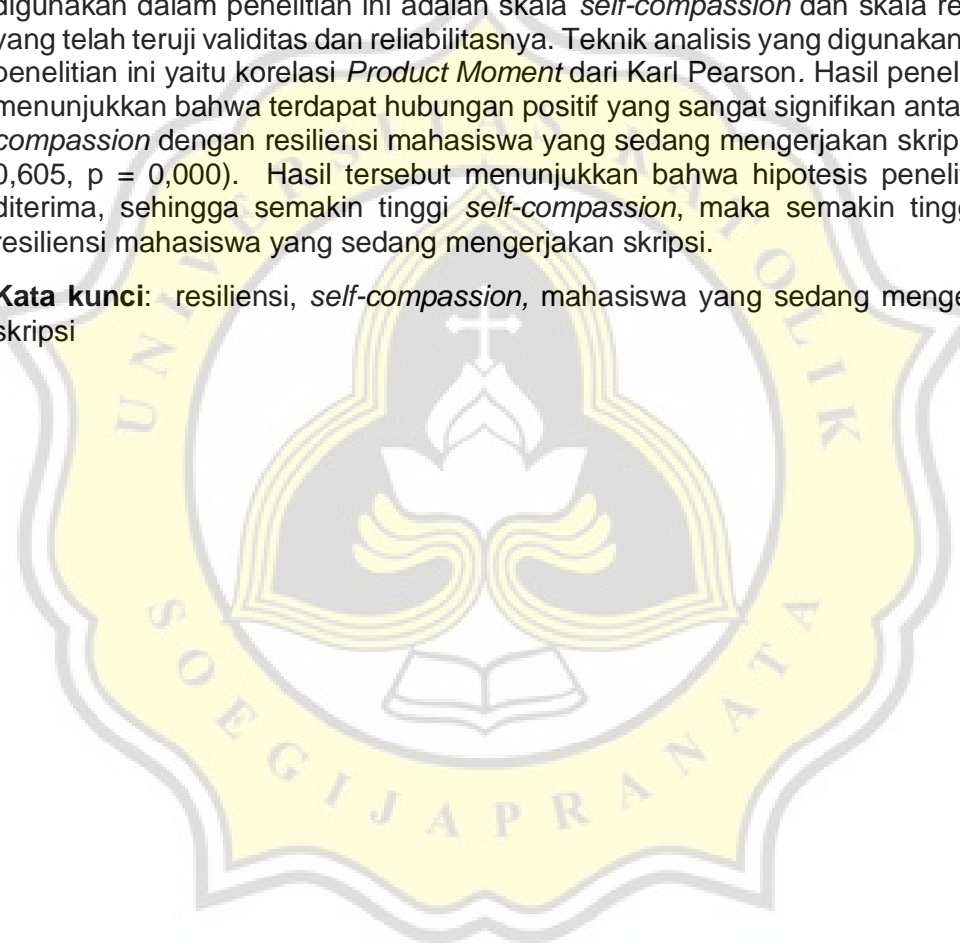 digunakan dalam penelitian ini adalah skala self-compassion dan skala re
yang telah teruji validitas dan reliabilitasnya. Teknik analisis yang digunakan
penelitian ini yaitu korelasi Product Moment dari Karl Pearson. Hasil penel
menunjukkan bahwa terdapat hubungan positif yang sangat signifikan anta
compassion dengan resiliensi mahasiswa yang sedang mengerjakan skrip
0,605, p = 0,000). Hasil tersebut menunjukkan bahwa hipotesis penelit
diterima, sehingga semakin tinggi self-compassion, maka semakin tingg
resiliensi mahasiswa yang sedang mengerjakan skripsi.
Kata kunci: resiliensi, self-compassion, mahasiswa yang sedang menge
skripsi
UNIVERSITAS KATOLIK
SOEGIJAPRANATA